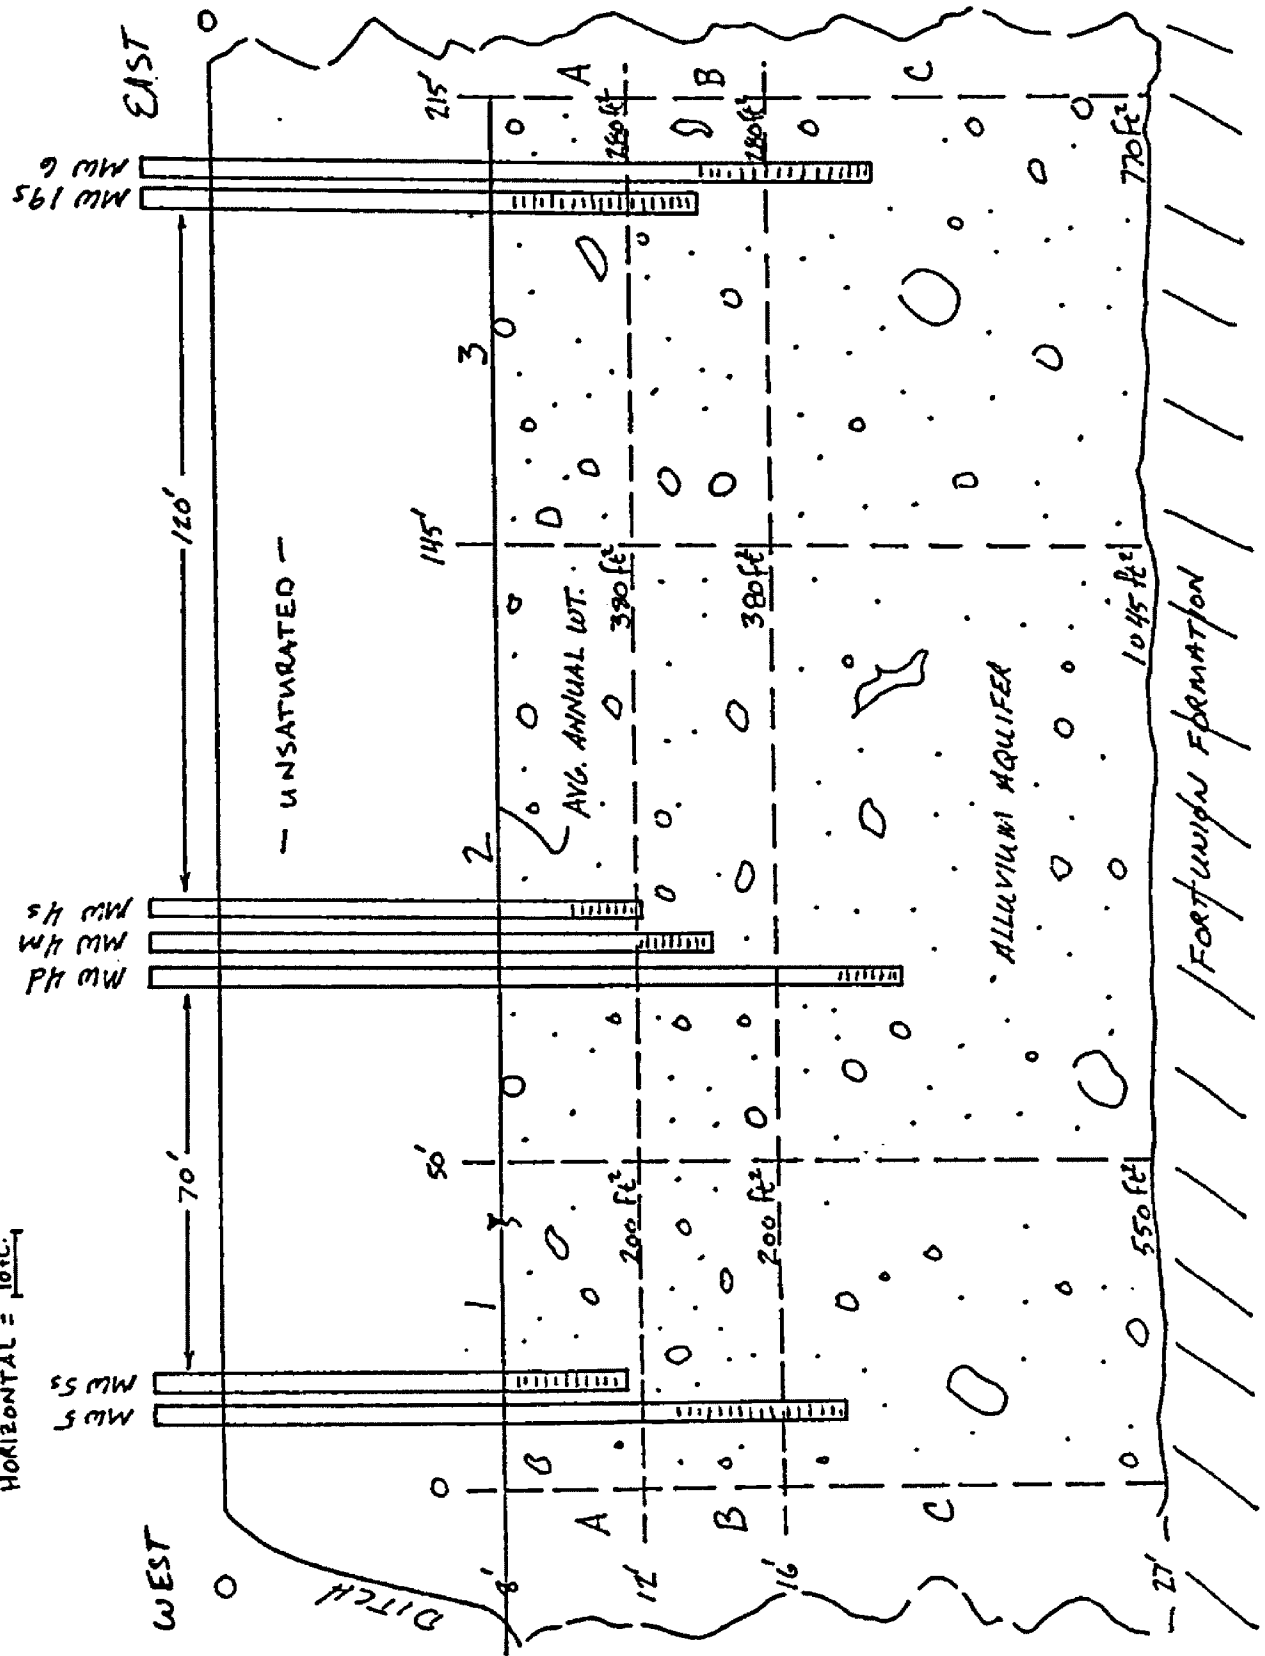 HORIZONTAL = 10 ft.
WEST
EAST
MW 5
MW 5s
MW 4d
MW 4m
MW 4s
MW 19s
MW 6
70'
120'
0
0
DITCH
- UNSATURATED -
0
50'
145'
215'
1
2
3
8'
AVG. ANNUAL WT.
A
200 ft²
380 ft²
280 ft²
A
12'
B
200 ft²
380 ft²
280 ft²
B
16'
C
ALLUVIUM AQUIFER
C
550 ft²
1045 ft²
770 ft²
- 27' -
FORT UNION FORMATION